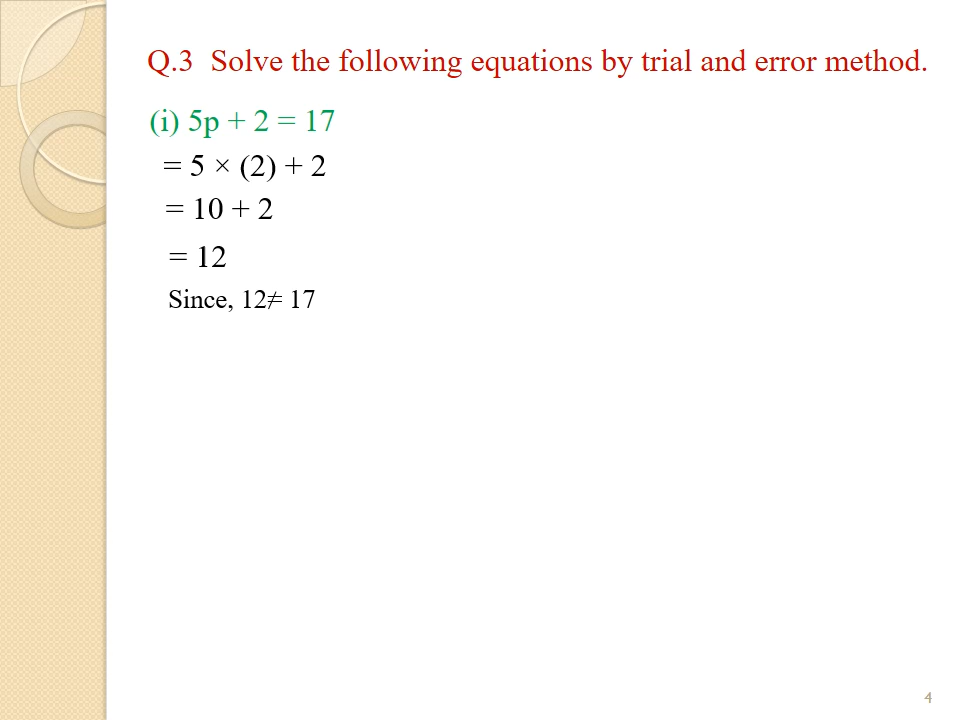 Q.3 Solve the following equations by trial and error method.
(i) 5p + 2 = 17
= 5 × (2) + 2
= 10 + 2
= 12
Since, 12≠ 17
4